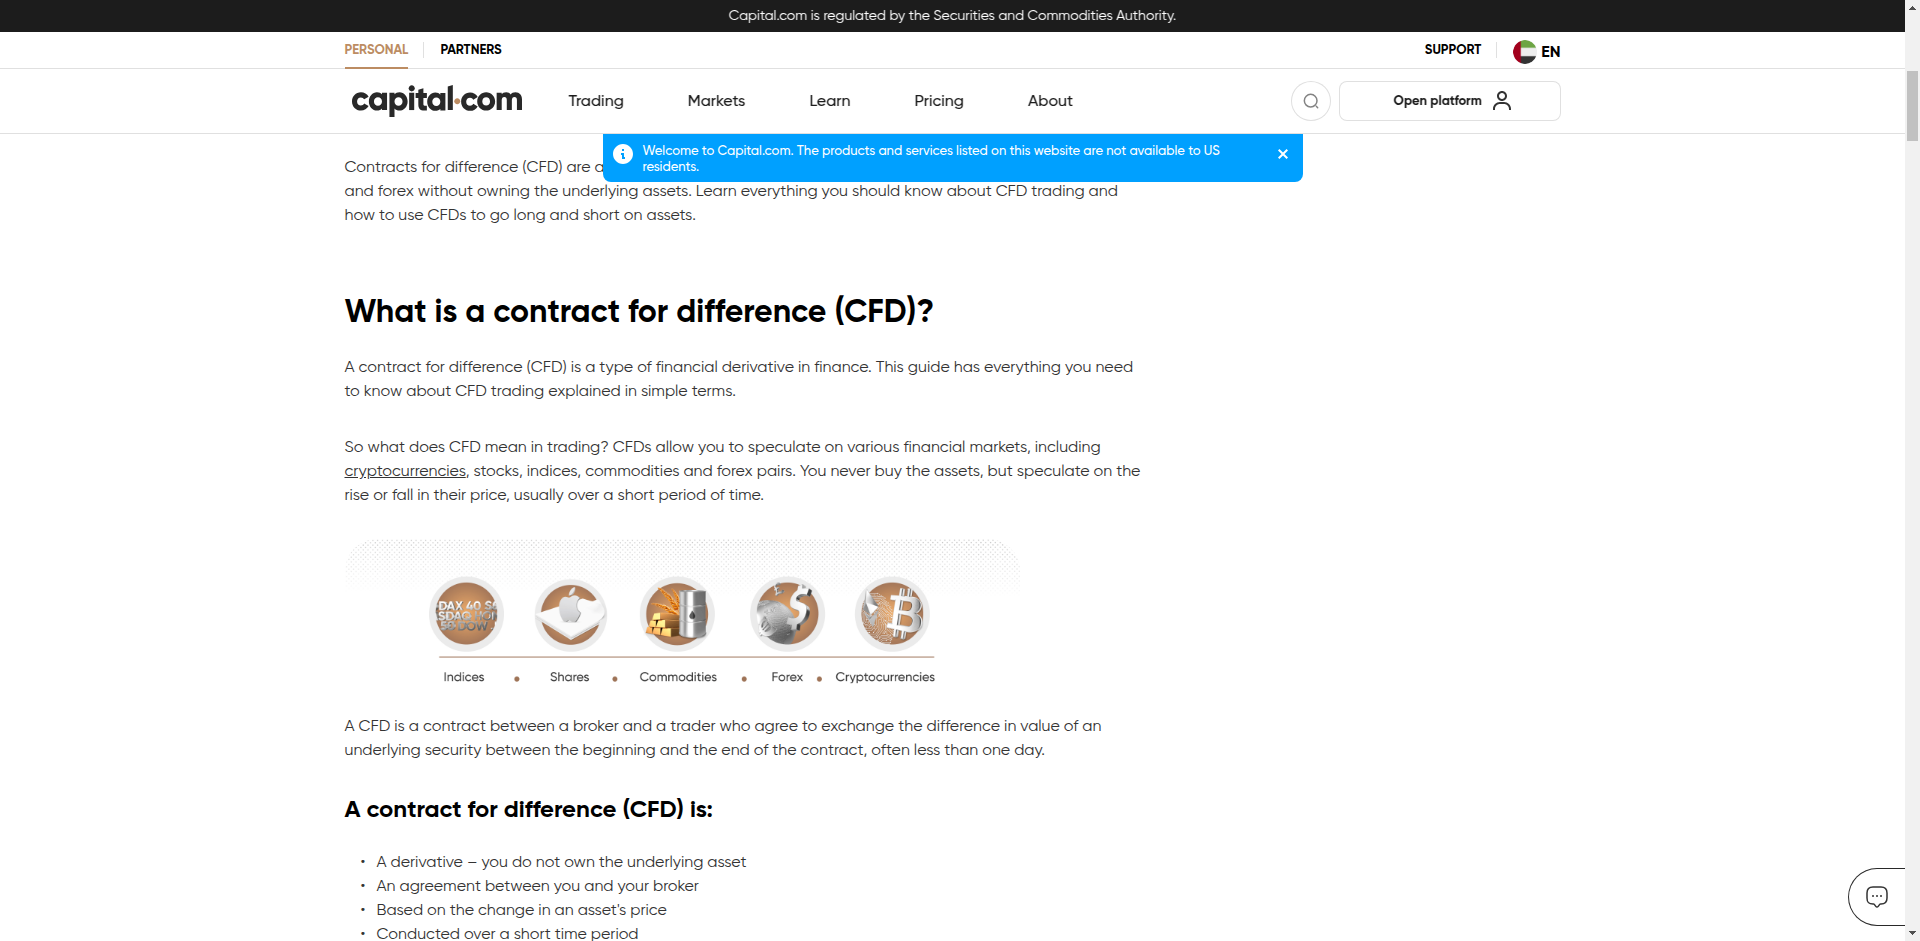 Capital.com is regulated by the Securities and Commodities Authority.
PERSONAL
PARTNERS
SUPPORT
EN
capital.com
Trading
Markets
Learn
Pricing
About
Open platform
Welcome to Capital.com. The products and services listed on this website are not available to US
residents.
Contracts for difference (CFD) are
and forex without owning the underlying assets. Learn everything you should know about CFD trading and
how to use CFDs to go long and short on assets.
What is a contract for difference (CFD)?
A contract for difference (CFD) is a type of financial derivative in finance. This guide has everything you need
to know about CFD trading explained in simple terms.
So what does CFD mean in trading? CFDs allow you to speculate on various financial markets, including
cryptocurrencies, stocks, indices, commodities and forex pairs. You never buy the assets, but speculate on the
rise or fall in their price, usually over a short period of time.
DAX 40
Indices • Shares • Commodities • Forex • Cryptocurrencies
A CFD is a contract between a broker and a trader who agree to exchange the difference in value of an
underlying security between the beginning and the end of the contract, often less than one day.
A contract for difference (CFD) is:
• A derivative – you do not own the underlying asset
• An agreement between you and your broker
• Based on the change in an asset's price
• Conducted over a short time period